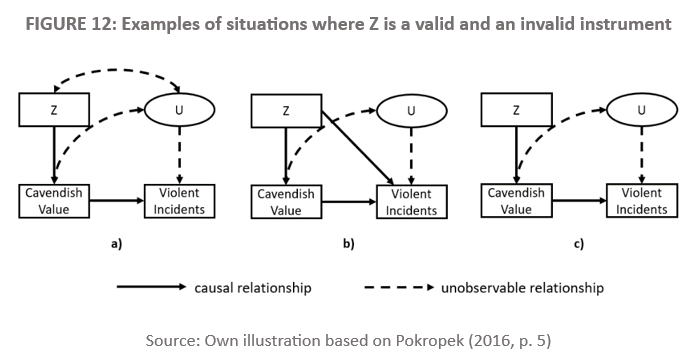 FIGURE 12: Examples of situations where Z is a valid and an invalid instrument
Z
U
Cavendish
Value
Violent
Incidents
a)
Z
U
Cavendish
Value
Violent
Incidents
b)
Z
U
Cavendish
Value
Violent
Incidents
c)
causal relationship
unobservable relationship
Source: Own illustration based on Pokropek (2016, p. 5)